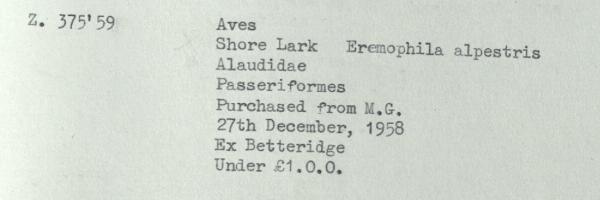 Z. 375'59 Aves
Shore Lark Eremophila alpestris
Alaudidae
Passeriformes
Purchased from M.G.
27th December, 1958
Ex Betteridge
Under £1.0.0.